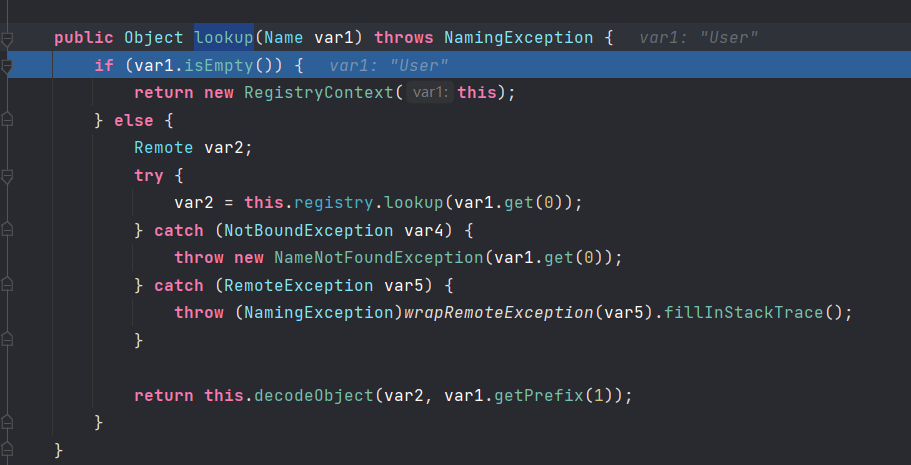 public Object lookup(Name var1) throws NamingException {   var1: "User"
    if (var1.isEmpty()) {   var1: "User"
        return new RegistryContext( var1: this);
    } else {
        Remote var2;
        try {
            var2 = this.registry.lookup(var1.get(0));
        } catch (NotBoundException var4) {
            throw new NameNotFoundException(var1.get(0));
        } catch (RemoteException var5) {
            throw (NamingException)wrapRemoteException(var5).fillInStackTrace();
        }

        return this.decodeObject(var2, var1.getPrefix(1));
    }
}